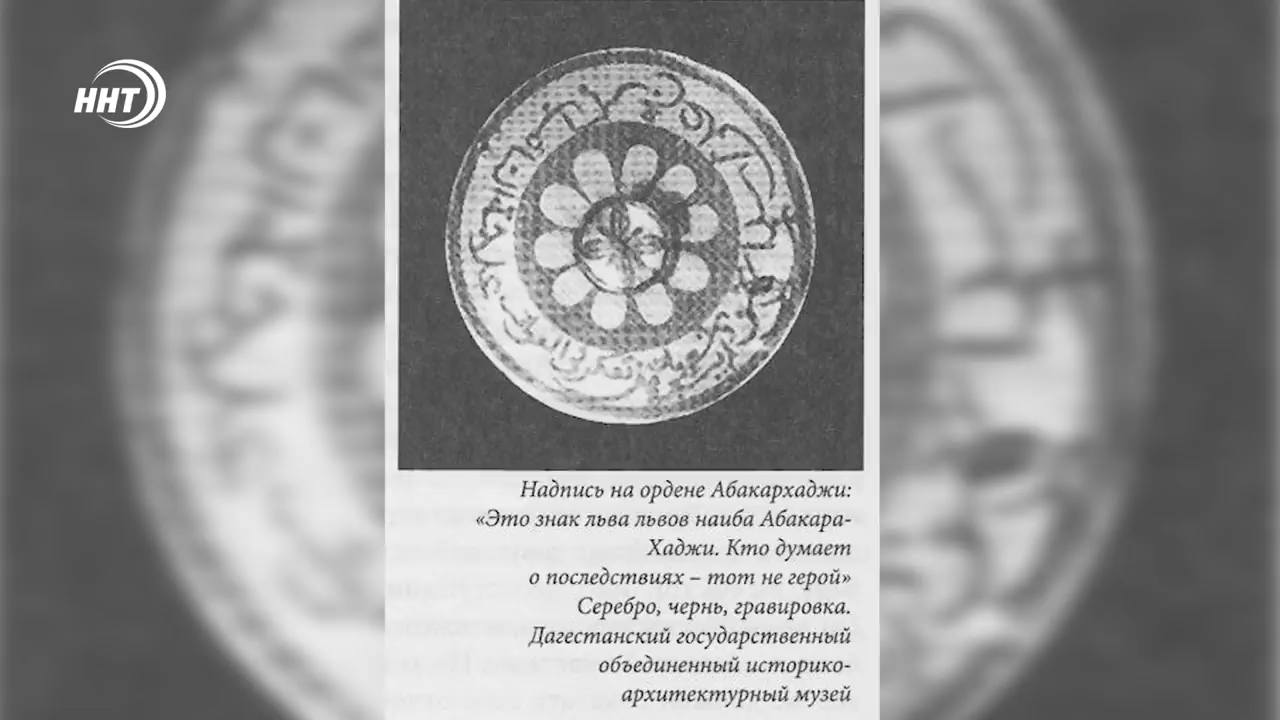 ННТ
Надпись на ордене Абакархаджи:
«Это знак льва львов наиба Абакара-
Хаджи. Кто думает
о последствиях – тот не герой»
Серебро, чернь, гравировка.
Дагестанский государственный
объединенный историко-
архитектурный музей